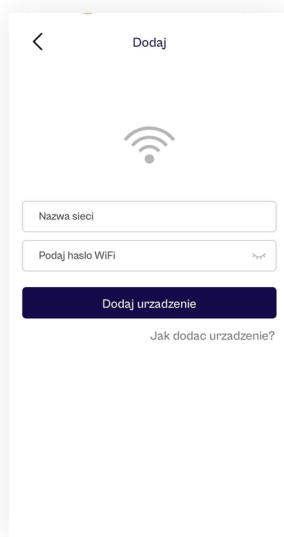 Dodaj
Nazwa sieci
Podaj haslo WiFi
Dodaj urzadzenie
Jak dodac urzadzenie?